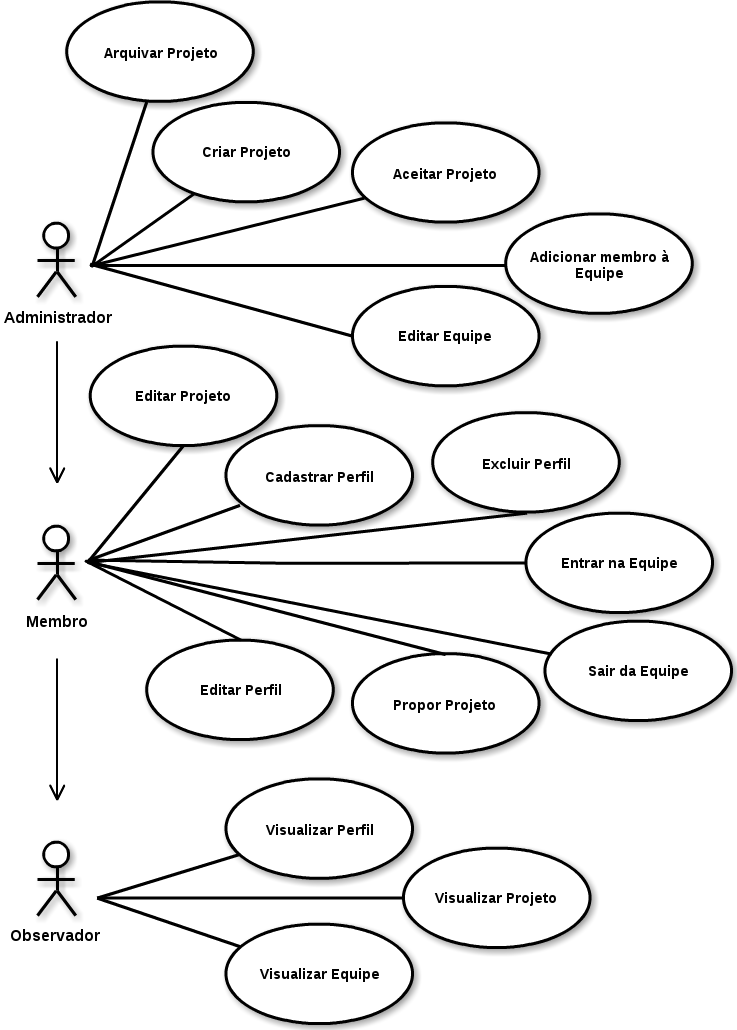 Arquivar Projeto
Criar Projeto
Aceitar Projeto
Adicionar membro à
Equipe
Administrador
Editar Equipe
Editar Projeto
Cadastrar Perfil
Excluir Perfil
Entrar na Equipe
Membro
Sair da Equipe
Editar Perfil
Propor Projeto
Visualizar Perfil
Visualizar Projeto
Observador
Visualizar Equipe